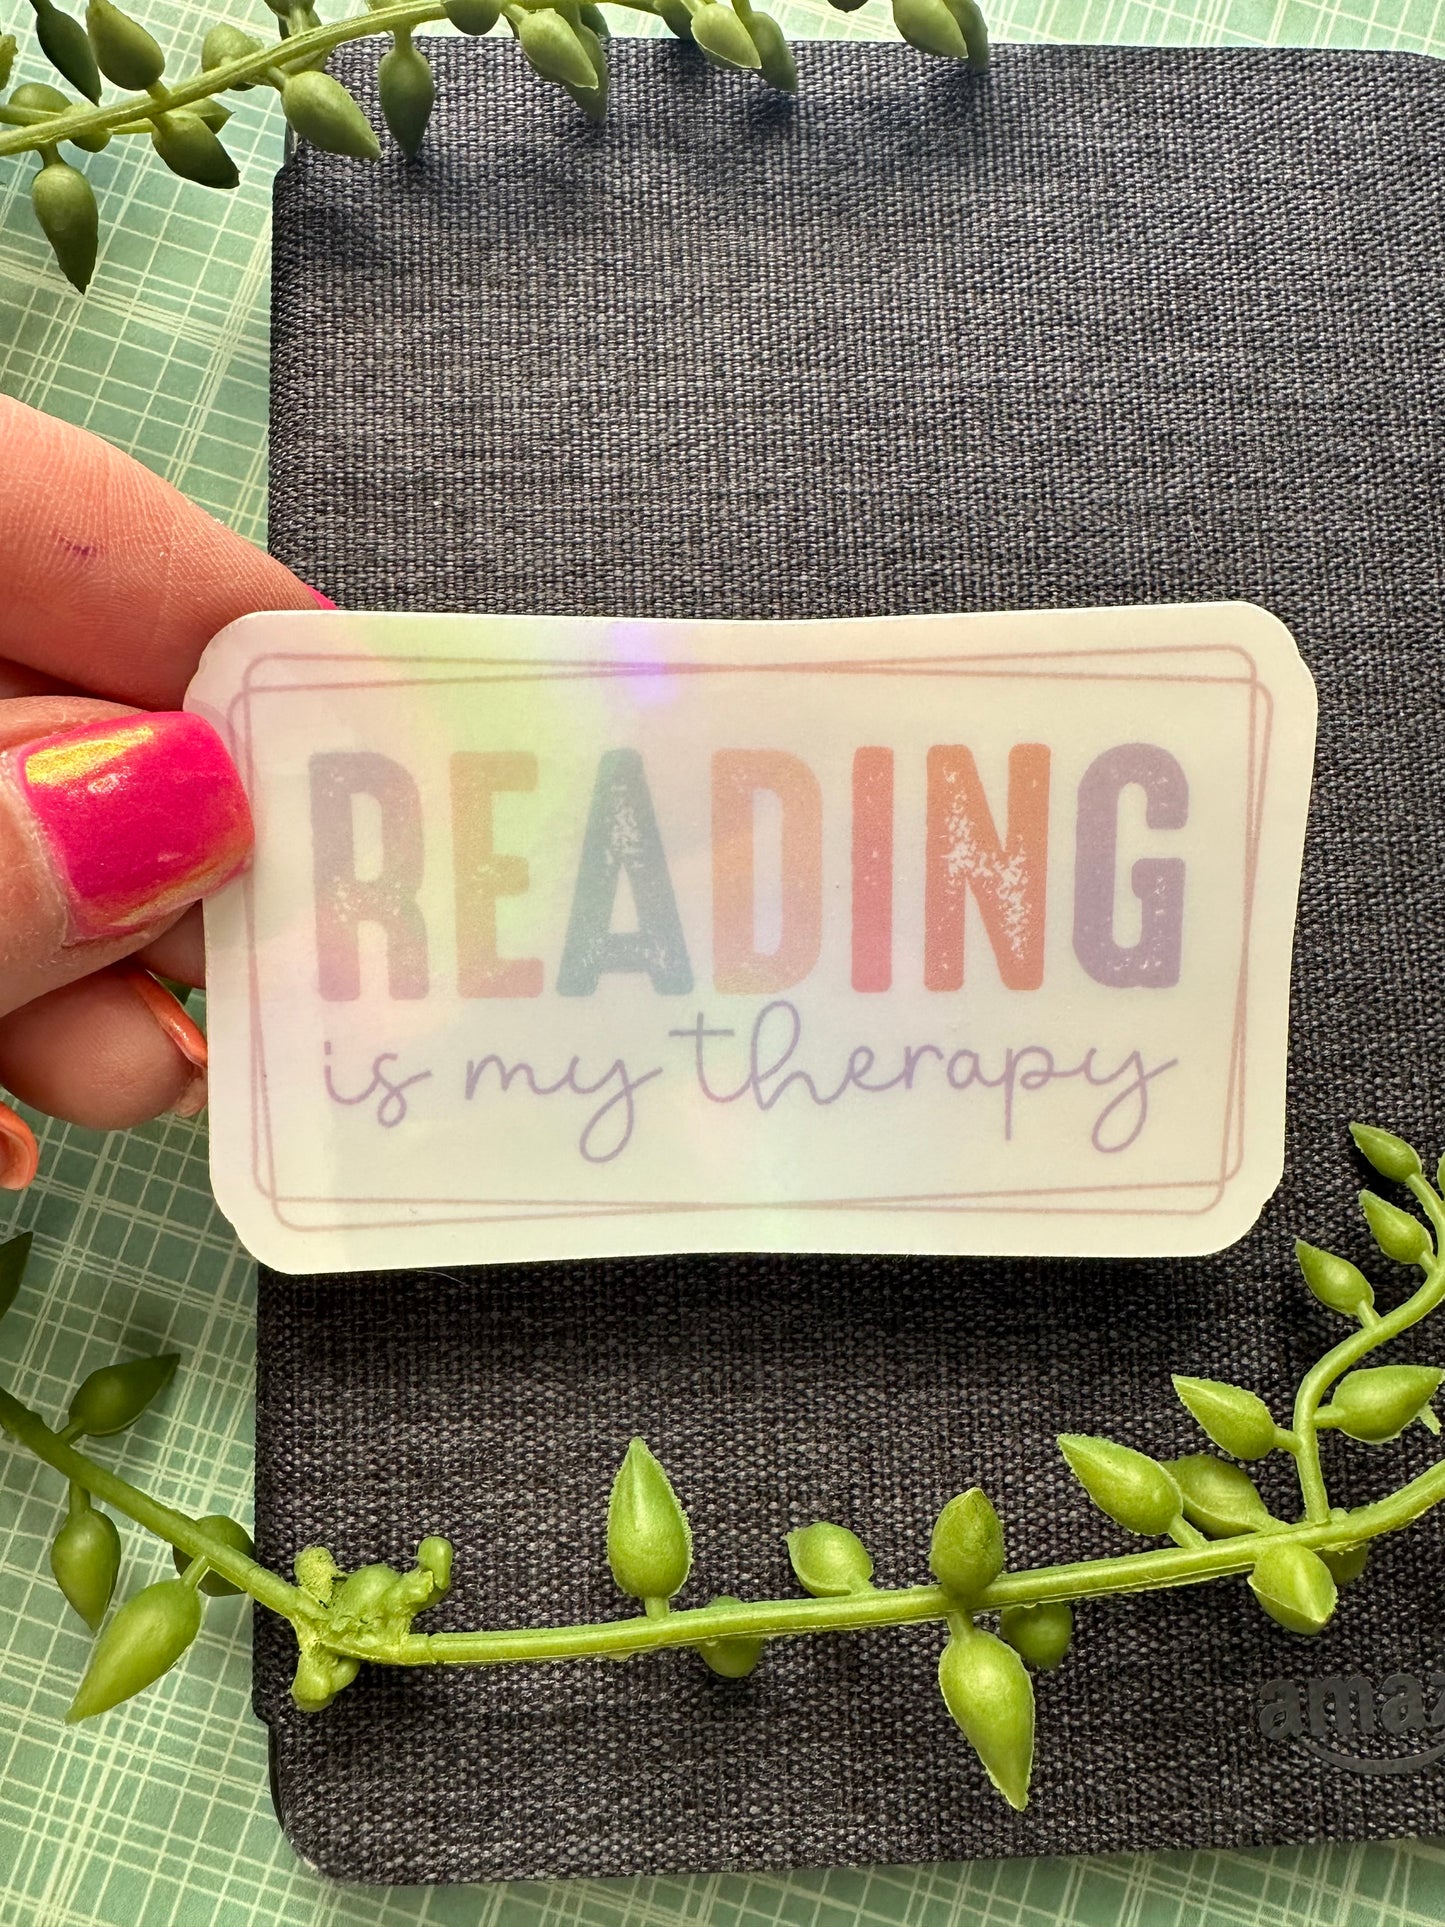 READING
is my therapy